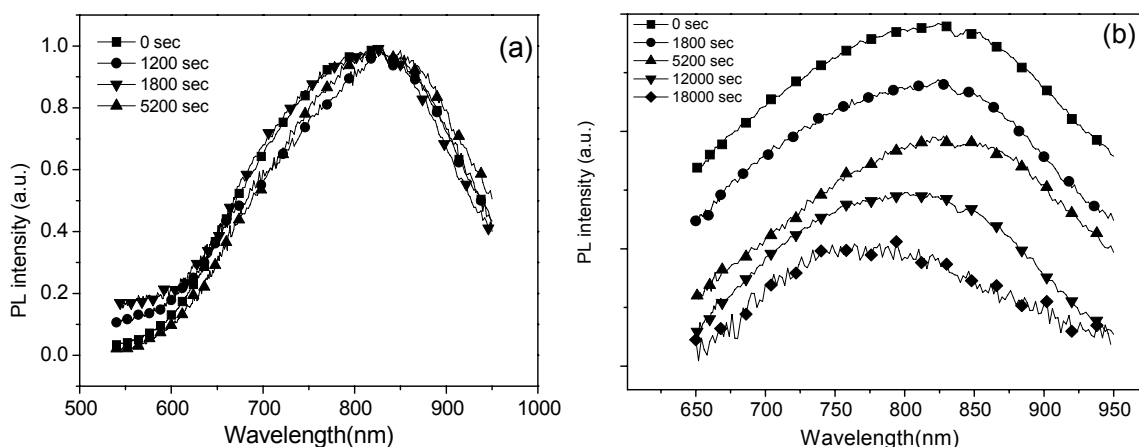 (a)
0 sec
1200 sec
1800 sec
5200 sec
1.0
0.8
0.6
0.4
0.2
0.0
PL intensity (a.u.)
500 600 700 800 900 1000
Wavelength(nm)
(b)
0 sec
1800 sec
5200 sec
12000 sec
18000 sec
PL intensity (a.u.)
650 700 750 800 850 900 950
Wavelength(nm)